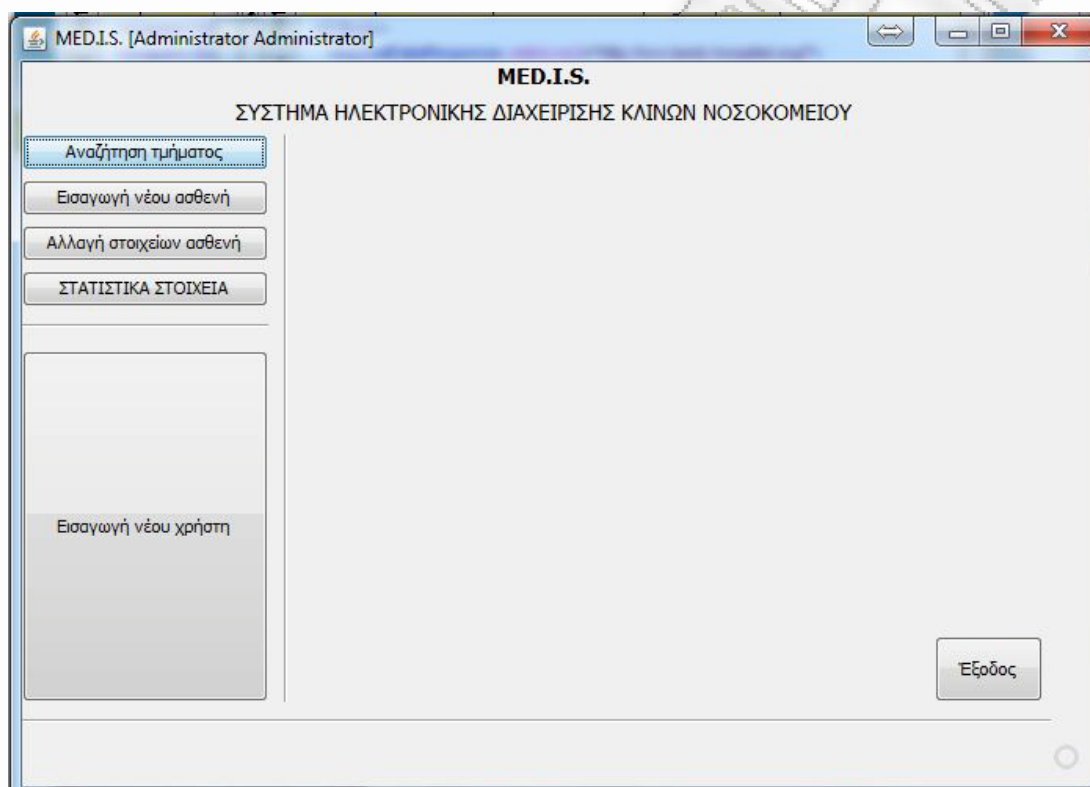 MED.I.S. [Administrator Administrator]
MED.I.S.
ΣΥΣΤΗΜΑ ΗΛΕΚΤΡΟΝΙΚΗΣ ΔΙΑΧΕΙΡΙΣΗΣ ΚΛΙΝΩΝ ΝΟΣΟΚΟΜΕΙΟΥ
Αναζήτηση τμήματος
Εισαγωγή νέου ασθενή
Αλλαγή στοιχείων ασθενή
ΣΤΑΤΙΣΤΙΚΑ ΣΤΟΙΧΕΙΑ
Εισαγωγή νέου χρήστη
Έξοδος